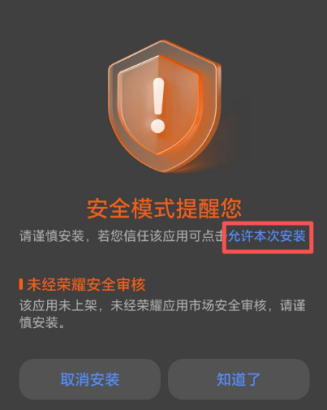 安全模式提醒您
请谨慎安装，若您信任该应用可点击允许本次安装
未经荣耀安全审核
该应用未上架，未经荣耀应用市场安全审核，请谨
慎安装。
取消安装
知道了